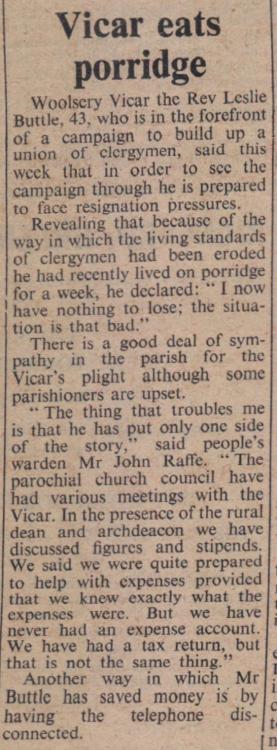 Vicar eats
porridge
Woolsery Vicar the Rev Leslie
Buttle, 43, who is in the forefront
of a campaign to build up a
union of clergymen, said this
week that in order to see the
campaign through he is prepared
to face resignation pressures.
Revealing that because of the
way in which the living standards
of clergymen had been eroded
he had recently lived on porridge
for a week, he declared: " I now
have nothing to lose; the situa-
tion is that bad."
There is a good deal of sym-
pathy in the parish for the
Vicar's plight although some
parishioners are upset.
" The thing that troubles me
is that he has put only one side
of the story," said people's
warden Mr John Raffe. " The
parochial church council have
had various meetings with the
Vicar. In the presence of the rural
dean and archdeacon we have
discussed figures and stipends.
We said we were quite prepared
to help with expenses provided
that we knew exactly what the
expenses were. But we have
never had an expense account.
We have had a tax return, but
that is not the same thing."
Another way in which Mr
Buttle has saved money is by
having the telephone dis-
connected.